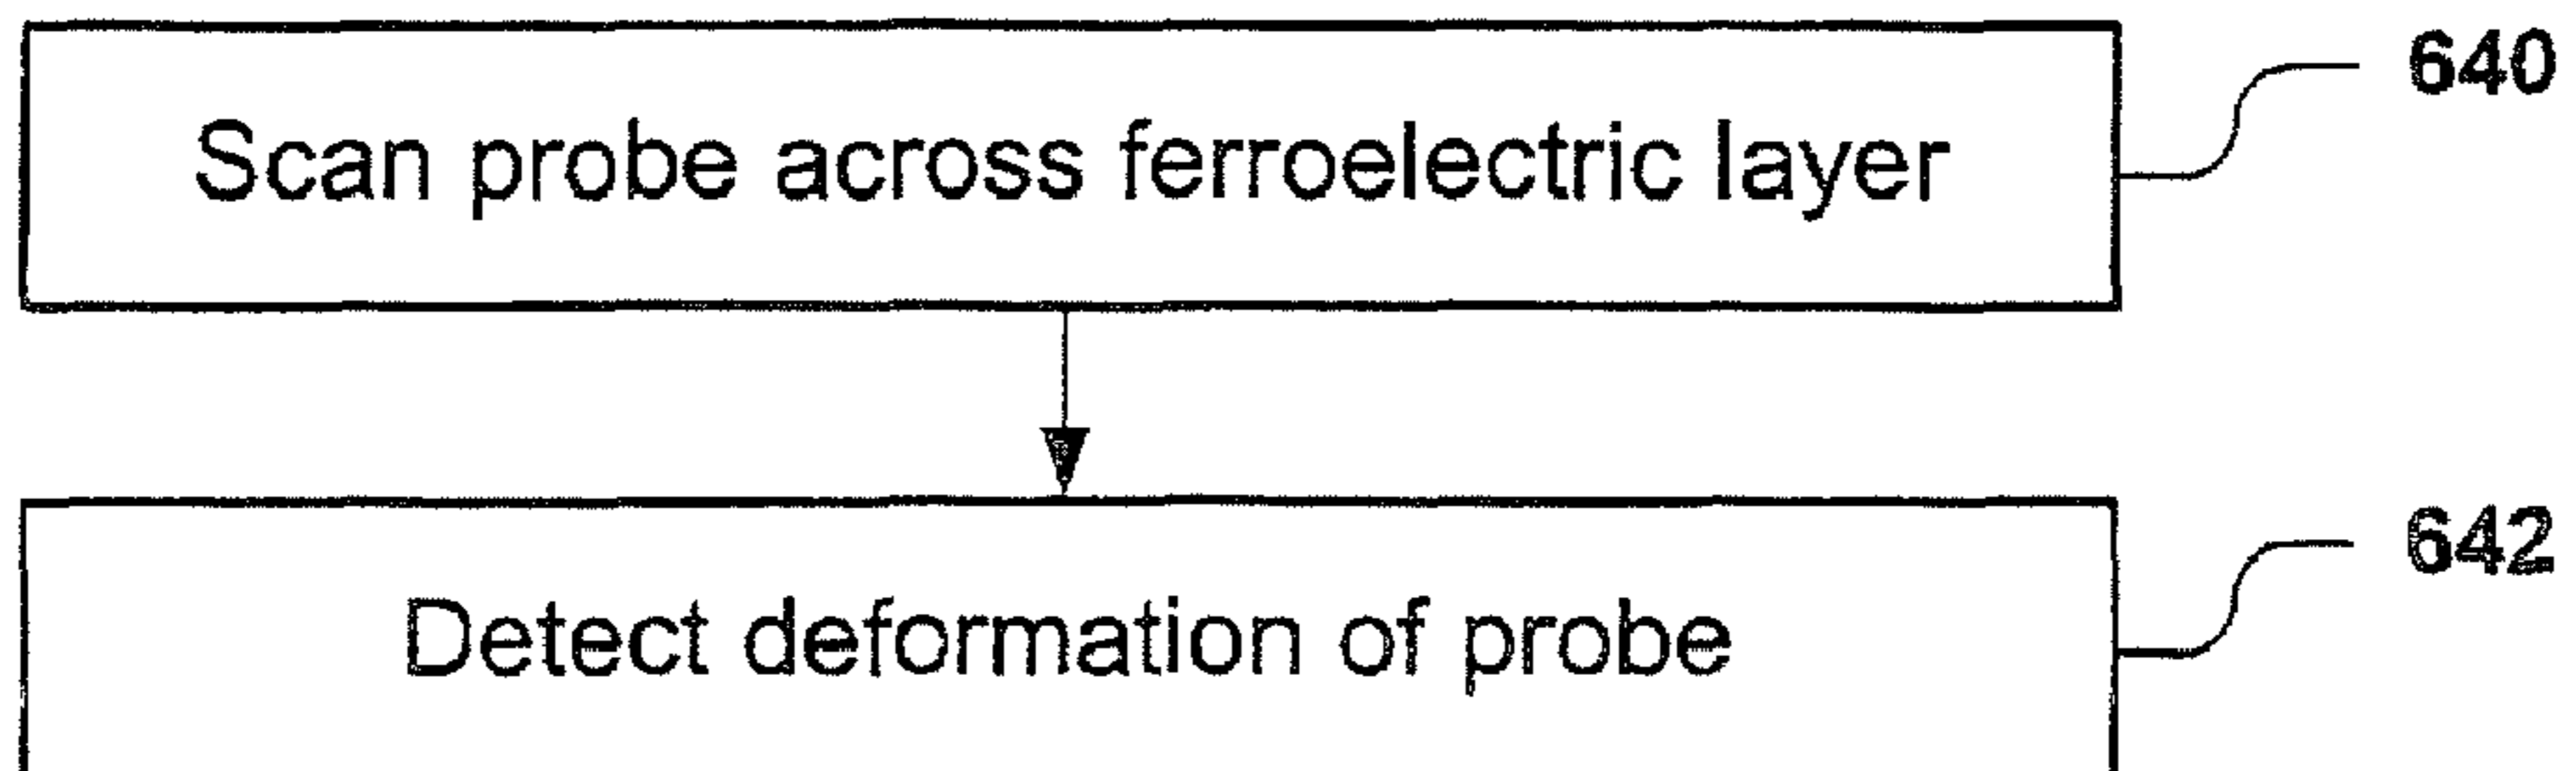 Scan probe across ferroelectric layer
640
Detect deformation of probe
642